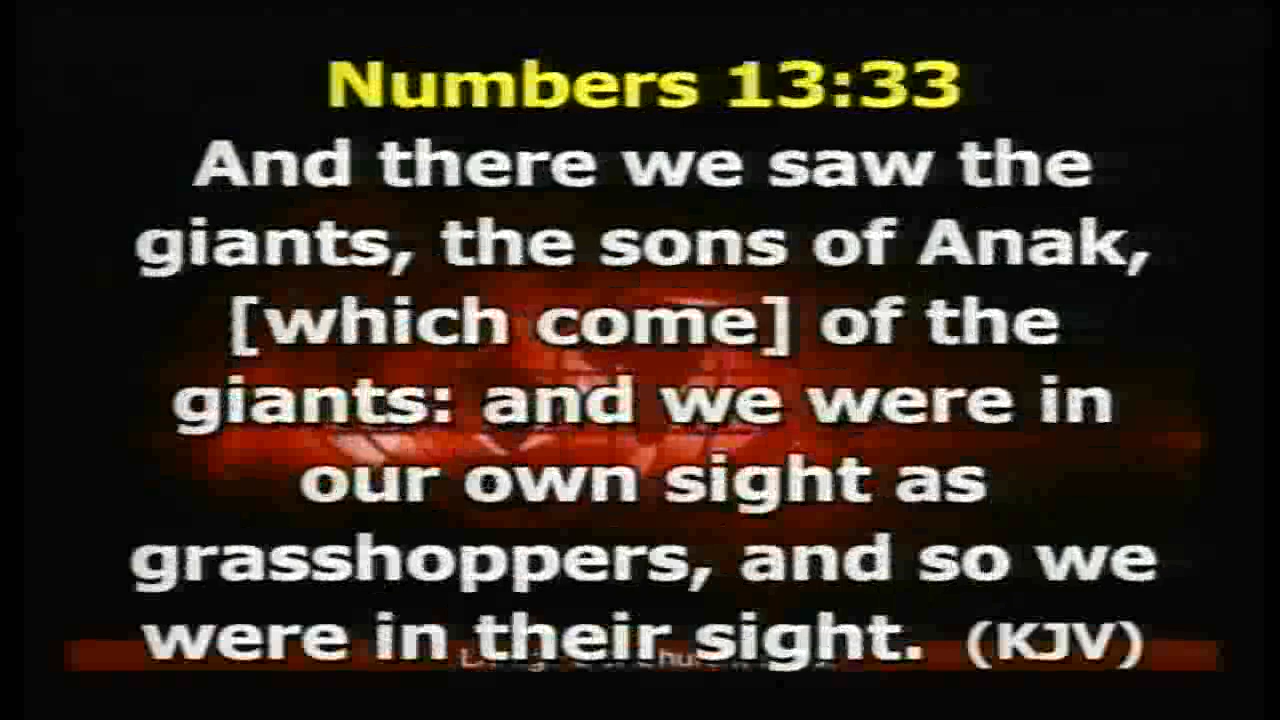 Numbers 13:33
And there we saw the
giants, the sons of Anak,
[which come] of the
giants: and we were in
our own sight as
grasshoppers, and so we
were in their sight. (KJV)